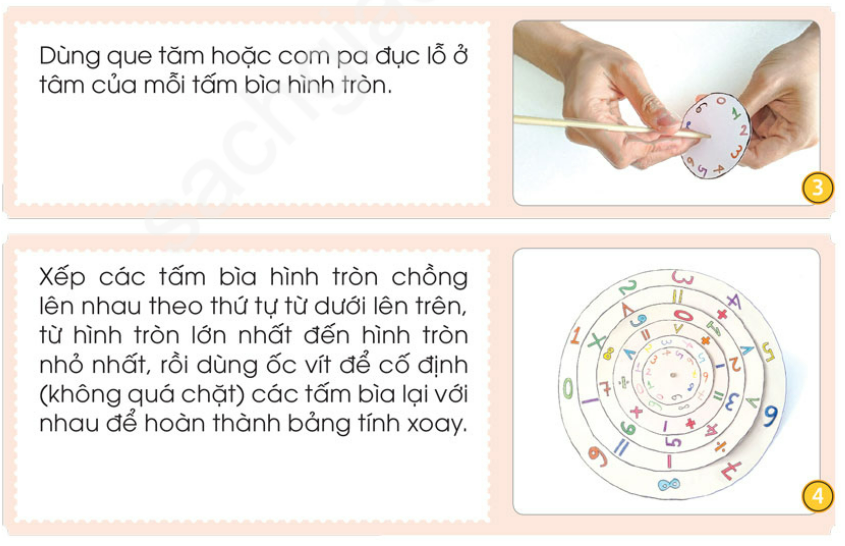 Dùng que tăm hoặc com pa đục lỗ ở
tâm của mỗi tấm bìa hình tròn.
3
Xếp các tấm bìa hình tròn chồng
lên nhau theo thứ tự từ dưới lên trên,
từ hình tròn lớn nhất đến hình tròn
nhỏ nhất, rồi dùng ốc vít để cố định
(không quá chặt) các tấm bìa lại với
nhau để hoàn thành bảng tính xoay.
4